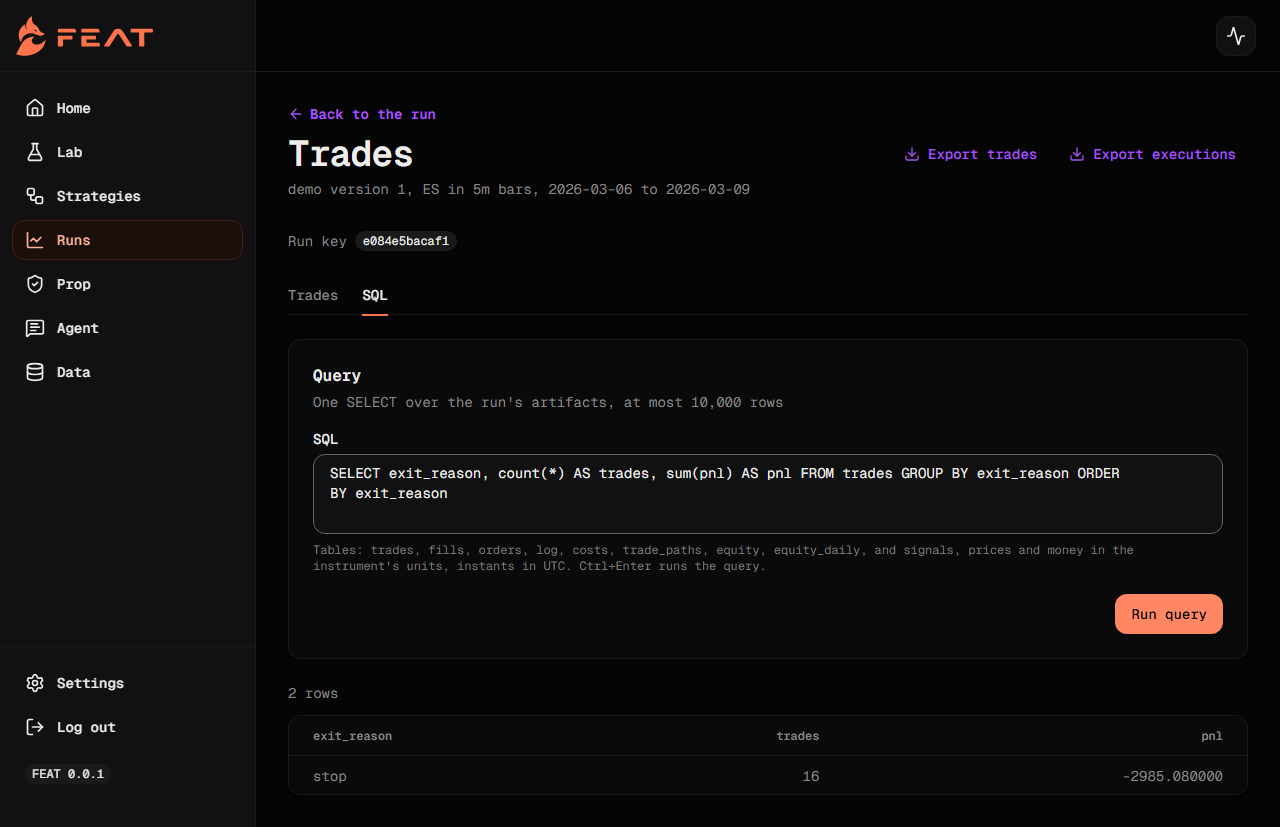 FEAT
Home
Lab
Strategies
Runs
Prop
Agent
Data
Settings
Log out
FEAT 0.0.1
Back to the run
Trades
Export trades
Export executions
demo version 1, ES in 5m bars, 2026-03-06 to 2026-03-09
Run key e084e5bacaf1
Trades SQL
Query
One SELECT over the run's artifacts, at most 10,000 rows
SQL
SELECT exit_reason, count(*) AS trades, sum(pnl) AS pnl FROM trades GROUP BY exit_reason ORDER
BY exit_reason
Tables: trades, fills, orders, log, costs, trade_paths, equity, equity_daily, and signals, prices and money in the
instrument's units, instants in UTC. Ctrl+Enter runs the query.
Run query
2 rows
exit_reason trades pnl
stop 16 -2985.080000